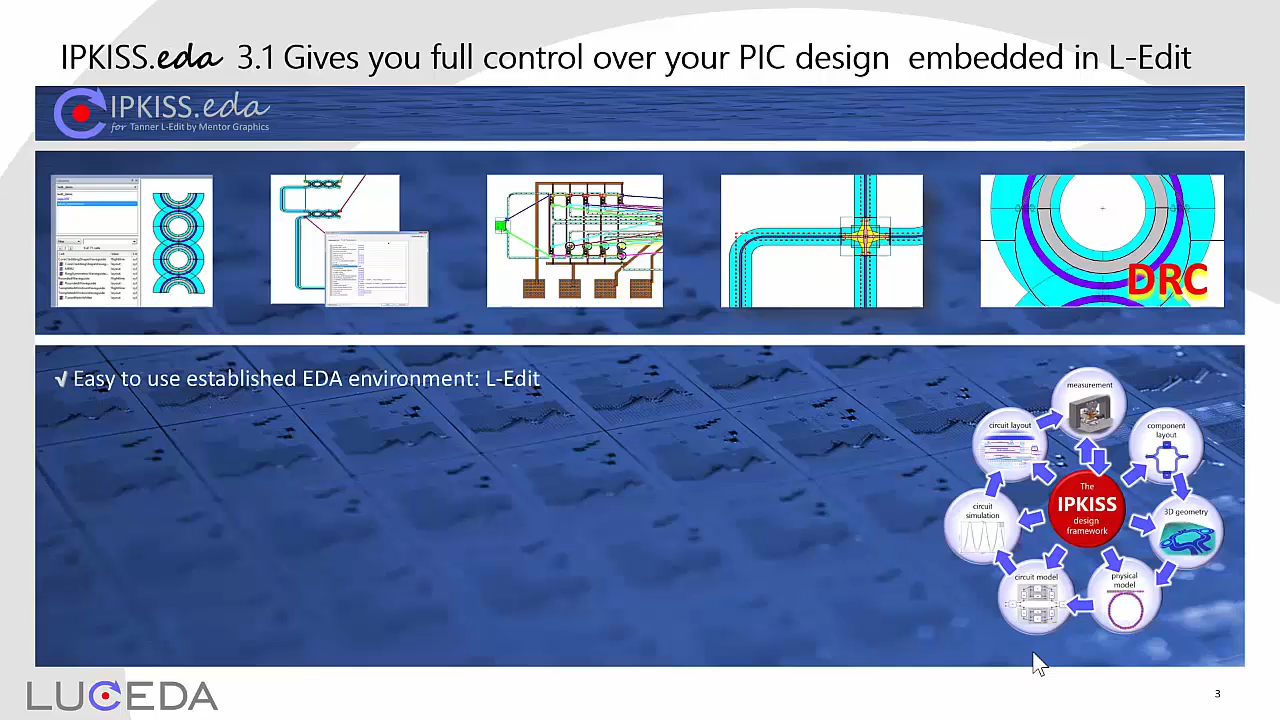 IPKISS.eda 3.1 Gives you full control over your PIC design embedded in L-Edit
IPKISS.eda
for Tanner L-Edit by Mentor Graphics
DRC
√ Easy to use established EDA environment: L-Edit
measurement
circuit layout
component
layout
The
IPKISS
design
framework
circuit
simulation
3D geometry
circuit model
physical
model
LUCEDA
3